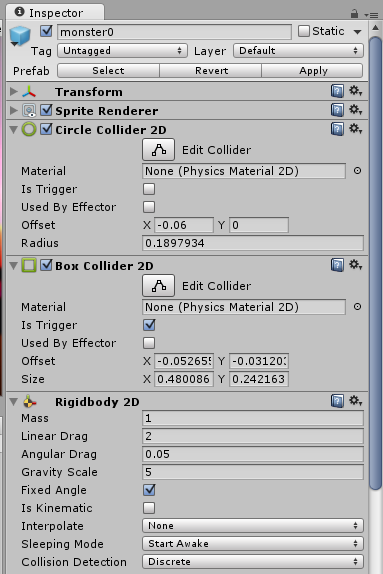 Inspector
monster0 Static
Tag Untagged Layer Default
Prefab Select Revert Apply
Transform
Sprite Renderer
Circle Collider 2D
Edit Collider
Material None (Physics Material 2D)
Is Trigger
Used By Effector
Offset X -0.06 Y 0
Radius 0.1897934
Box Collider 2D
Edit Collider
Material None (Physics Material 2D)
Is Trigger
Used By Effector
Offset X -0.05265 Y -0.03120
Size X 0.480086 Y 0.242163
Rigidbody 2D
Mass 1
Linear Drag 2
Angular Drag 0.05
Gravity Scale 5
Fixed Angle
Is Kinematic
Interpolate None
Sleeping Mode Start Awake
Collision Detection Discrete